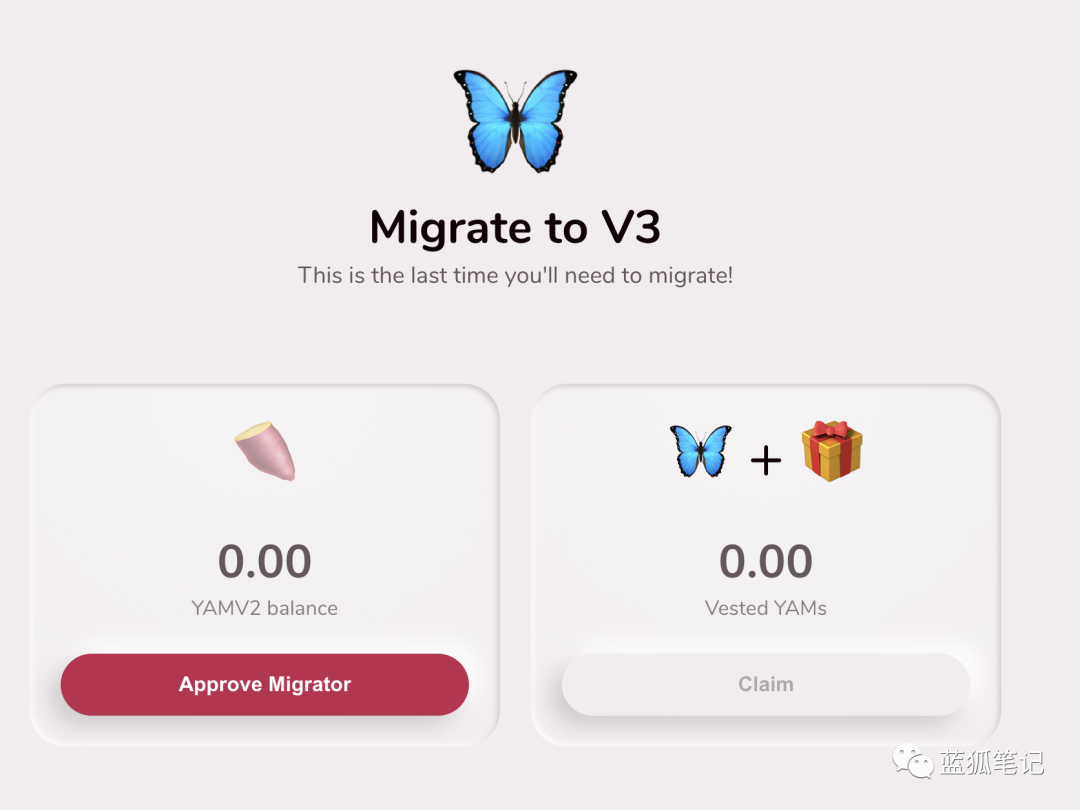 Migrate to V3
This is the last time you'll need to migrate!
0.00
YAMV2 balance
Approve Migrator
+
0.00
Vested YAMs
Claim
蓝狐笔记